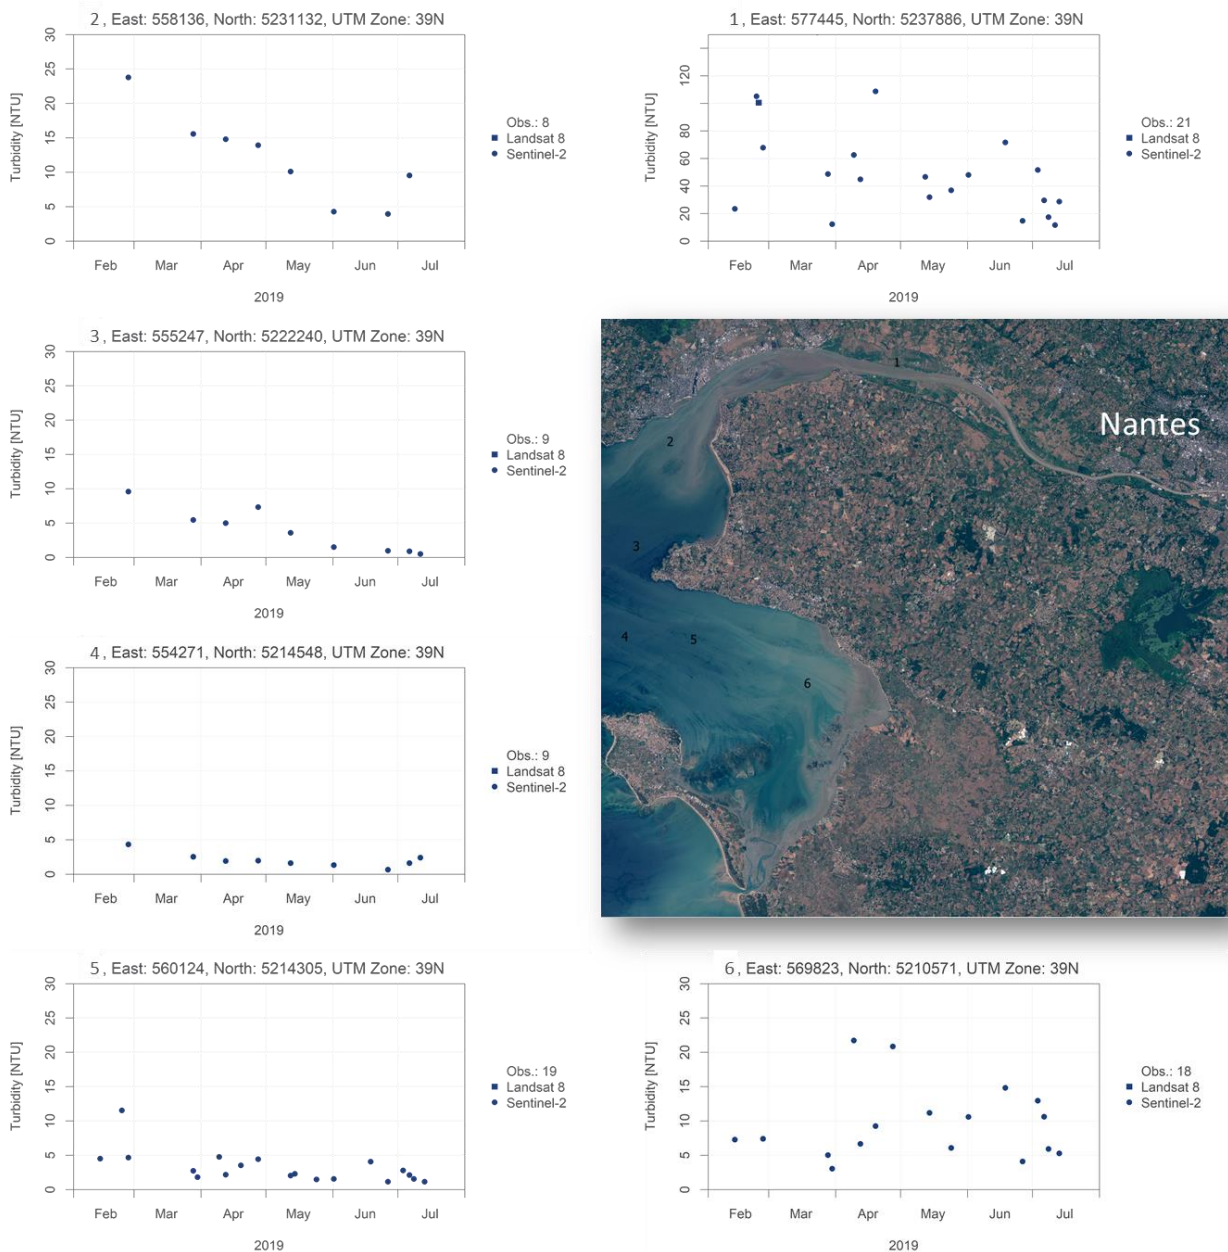 2, East: 558136, North: 5231132, UTM Zone: 39N
Turbidity [NTU]
30
25
20
15
10
5
0
Feb Mar Apr May Jun Jul
2019
Obs.: 8
Landsat 8
Sentinel-2
1, East: 577445, North: 5237886, UTM Zone: 39N
Turbidity [NTU]
120
80
60
40
20
0
Feb Mar Apr May Jun Jul
2019
Obs.: 21
Landsat 8
Sentinel-2
3, East: 555247, North: 5222240, UTM Zone: 39N
Turbidity [NTU]
30
25
20
15
10
5
0
Feb Mar Apr May Jun Jul
2019
Obs.: 9
Landsat 8
Sentinel-2
1
Nantes
2
3
4
5
6
4, East: 554271, North: 5214548, UTM Zone: 39N
Turbidity [NTU]
30
25
20
15
10
5
0
Feb Mar Apr May Jun Jul
2019
Obs.: 9
Landsat 8
Sentinel-2
5, East: 560124, North: 5214305, UTM Zone: 39N
Turbidity [NTU]
30
25
20
15
10
5
0
Feb Mar Apr May Jun Jul
2019
Obs.: 19
Landsat 8
Sentinel-2
6, East: 569823, North: 5210571, UTM Zone: 39N
Turbidity [NTU]
30
25
20
15
10
5
0
Feb Mar Apr May Jun Jul
2019
Obs.: 18
Landsat 8
Sentinel-2